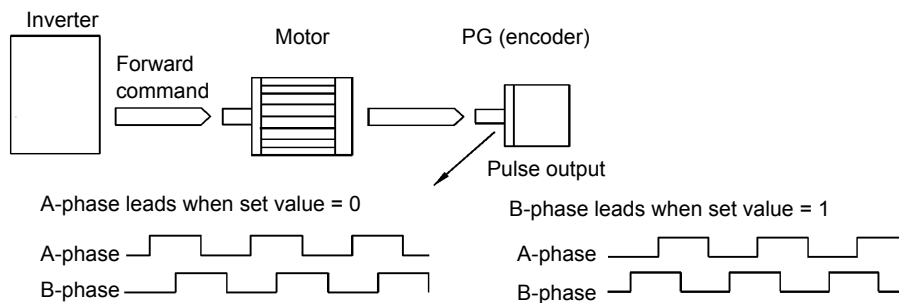 Inverter
Motor
PG (encoder)
Forward
command
Pulse output
A-phase leads when set value = 0
B-phase leads when set value = 1
A-phase
B-phase
A-phase
B-phase